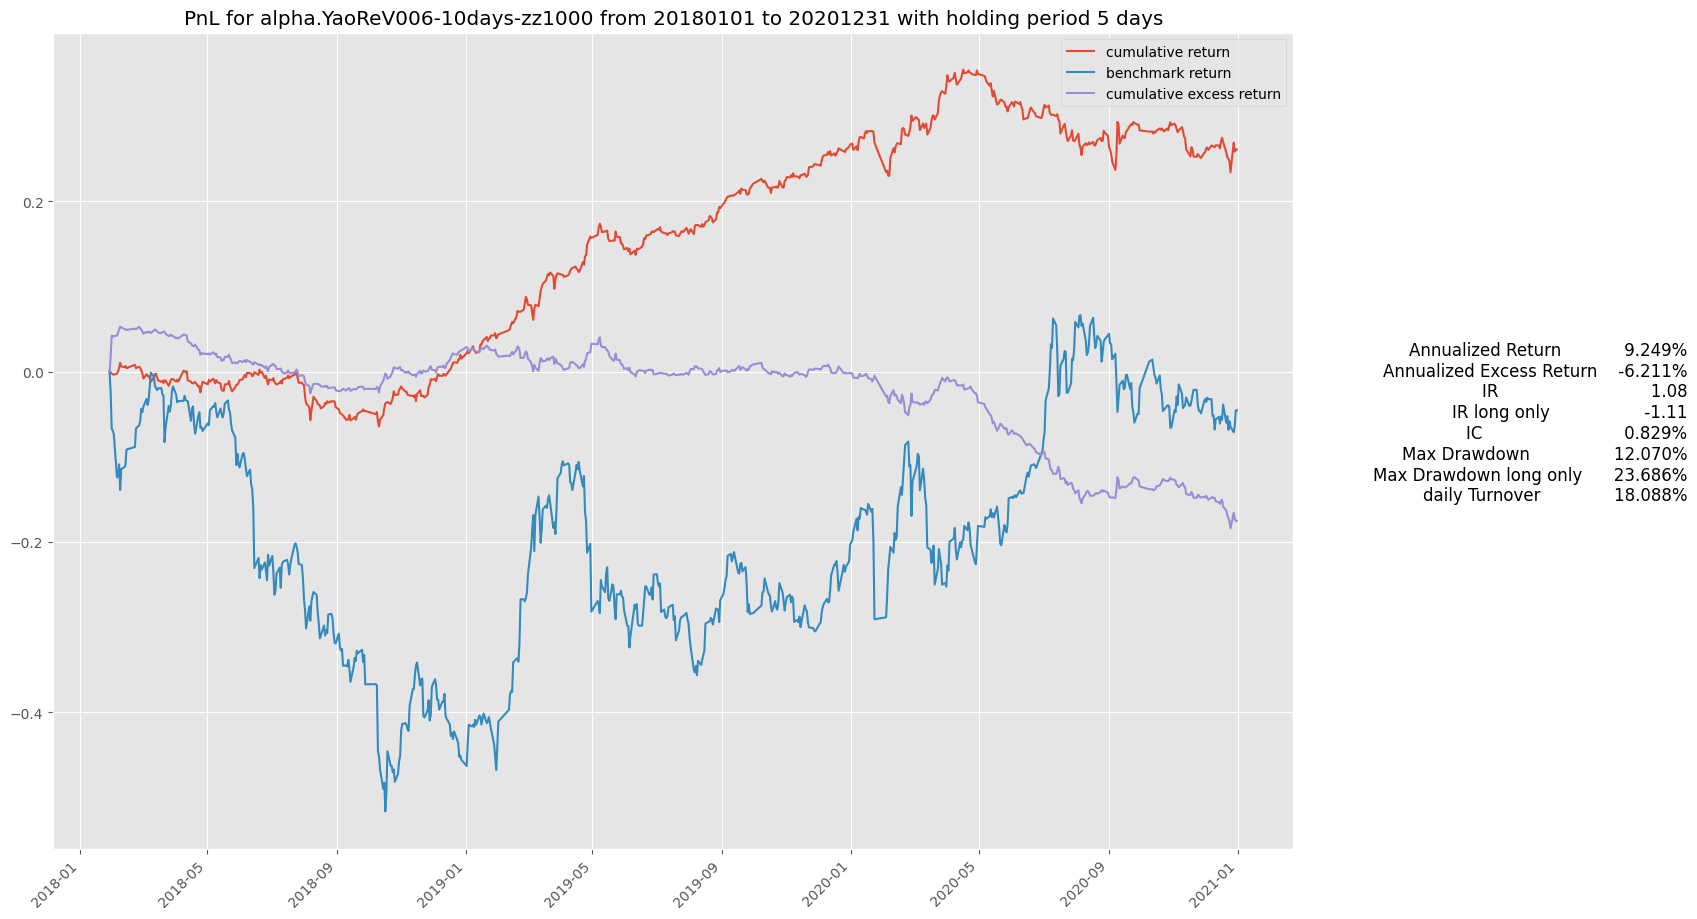 PnL for alpha.YaoReV006-10days-zz1000 from 20180101 to 20201231 with holding period 5 days
cumulative return
benchmark return
cumulative excess return
0.2
0.0
−0.2
−0.4
2018-01
2018-05
2018-09
2019-01
2019-05
2019-09
2020-01
2020-05
2020-09
2021-01
Annualized Return 9.249%
Annualized Excess Return -6.211%
IR 1.08
IR long only -1.11
IC 0.829%
Max Drawdown 12.070%
Max Drawdown long only 23.686%
daily Turnover 18.088%